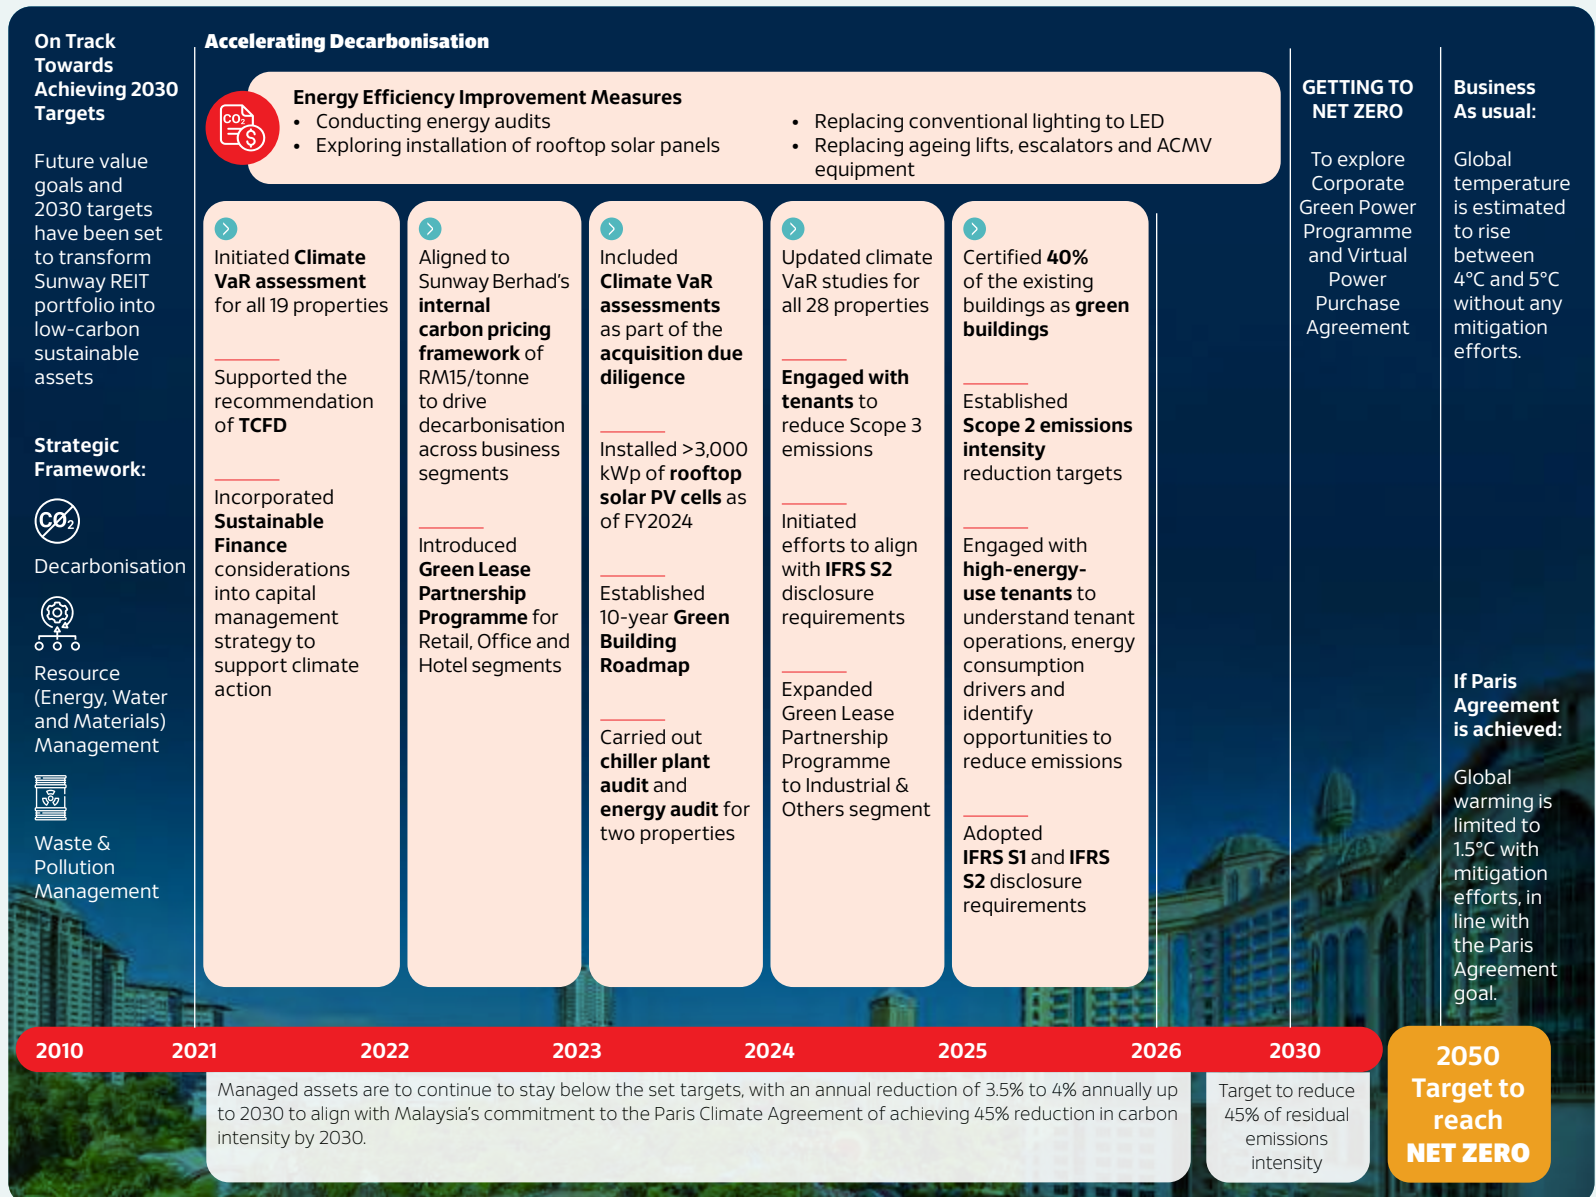 On Track
Towards
Achieving 2030
Targets
Future value
goals and
2030 targets
have been set
to transform
Sunway REIT
portfolio into
low-carbon
sustainable
assets
Strategic
Framework:
CO₂
Decarbonisation
Resource
(Energy, Water
and Materials)
Management
Waste &
Pollution
Management
Accelerating Decarbonisation
CO₂
$
Energy Efficiency Improvement Measures
• Conducting energy audits
• Exploring installation of rooftop solar panels
• Replacing conventional lighting to LED
• Replacing ageing lifts, escalators and ACMV
equipment
Initiated Climate
VaR assessment
for all 19 properties
Supported the
recommendation
of TCFD
Incorporated
Sustainable
Finance
considerations
into capital
management
strategy to
support climate
action
Aligned to
Sunway Berhad's
internal
carbon pricing
framework of
RM15/tonne
to drive
decarbonisation
across business
segments
Introduced
Green Lease
Partnership
Programme for
Retail, Office and
Hotel segments
Included
Climate VaR
assessments
as part of the
acquisition due
diligence
Installed >3,000
kWp of rooftop
solar PV cells as
of FY2024
Established
10-year Green
Building
Roadmap
Carried out
chiller plant
audit and
energy audit for
two properties
Updated climate
VaR studies for
all 28 properties
Engaged with
tenants to
reduce Scope 3
emissions
Initiated
efforts to align
with IFRS S2
disclosure
requirements
Expanded
Green Lease
Partnership
Programme
to Industrial &
Others segment
Certified 40%
of the existing
buildings as green
buildings
Established
Scope 2 emissions
intensity
reduction targets
Engaged with
high-energy-
use tenants to
understand tenant
operations, energy
consumption
drivers and
identify
opportunities to
reduce emissions
Adopted
IFRS S1 and IFRS
S2 disclosure
requirements
GETTING TO
NET ZERO
To explore
Corporate
Green Power
Programme
and Virtual
Power
Purchase
Agreement
Business
As usual:
Global
temperature
is estimated
to rise
between
4°C and 5°C
without any
mitigation
efforts.
If Paris
Agreement
is achieved:
Global
warming is
limited to
1.5°C with
mitigation
efforts, in
line with
the Paris
Agreement
goal.
2010 2021 2022 2023 2024 2025 2026 2030
Managed assets are to continue to stay below the set targets, with an annual reduction of 3.5% to 4% annually up
to 2030 to align with Malaysia's commitment to the Paris Climate Agreement of achieving 45% reduction in carbon
intensity by 2030.
Target to reduce
45% of residual
emissions
intensity
2050
Target to
reach
NET ZERO